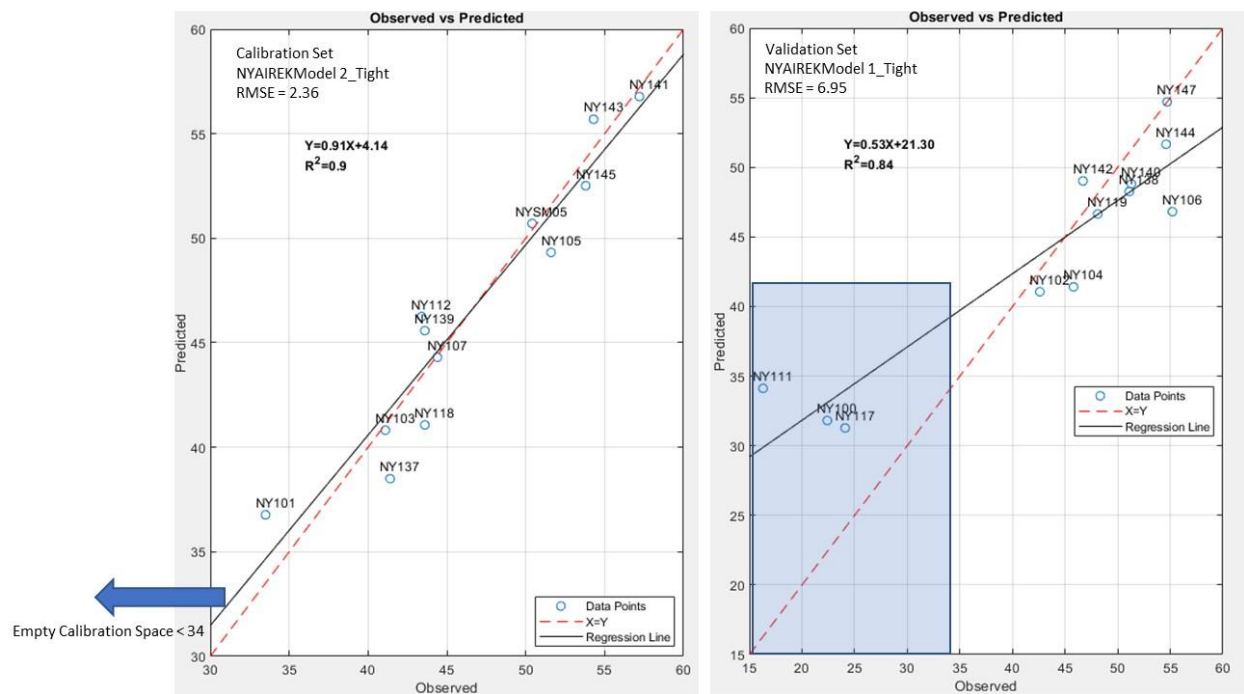 Observed vs Predicted
Calibration Set
NYAIREKModel 2_Tight
RMSE = 2.36
Y=0.91X+4.14
R2=0.9
60
55
50
45
40
35
30
Predicted
NY141
NY143
NY145
NYSM05
NY105
NY112
NY139
NY107
NY118
NY103
NY137
NY101
Data Points
X=Y
Regression Line
30 35 40 45 50 55 60
Observed
Empty Calibration Space < 34
Observed vs Predicted
Validation Set
NYAIREKModel 1_Tight
RMSE = 6.95
Y=0.53X+21.30
R2=0.84
60
55
50
45
40
35
30
25
20
15
Predicted
NY147
NY144
NY142
NY138
NY119
NY106
NY102
NY104
NY111
NY100
NY117
Data Points
X=Y
Regression Line
15 20 25 30 35 40 45 50 55 60
Observed